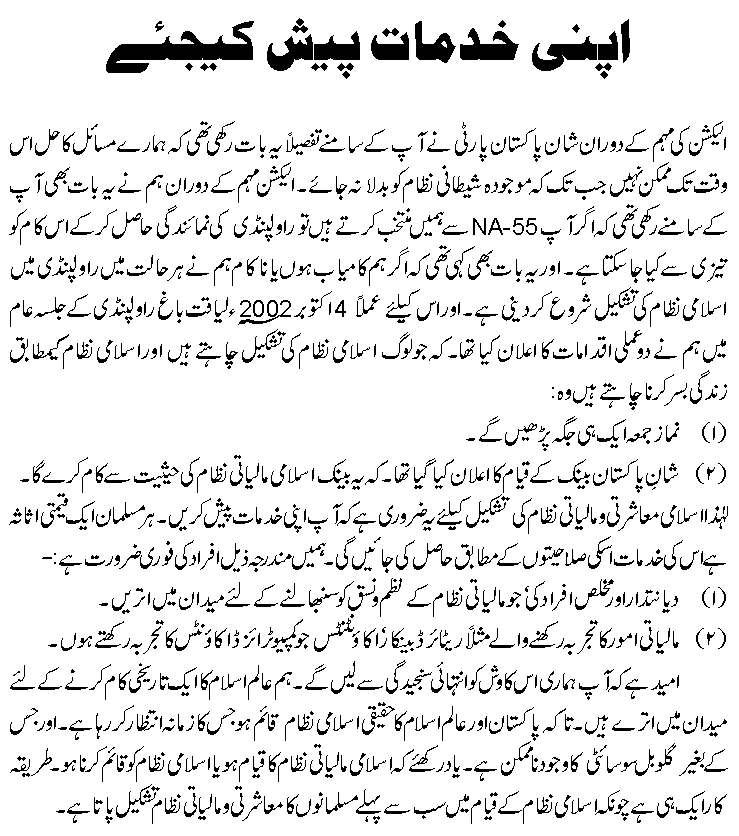 اپنی خدمات پیش کیجئے
الیکشن کی مہم کے دوران شان پاکستان پارٹی نے آپ کے سامنے تفصیلاً یہ بات رکھی تھی کہ ہمارے مسائل کا حل اس
وقت تک ممکن نہیں جب تک کہ موجودہ شیطانی نظام کو بدلا نہ جائے۔ الیکشن مہم کے دوران ہم نے یہ بات بھی آپ
کے سامنے رکھی تھی کہ اگر آپ NA-55 سے ہمیں منتخب کرتے ہیں تو راولپنڈی کی نمائندگی حاصل کر کے اس کام کو
تیزی سے کیا جا سکتا ہے۔ اور یہ بات بھی کہی تھی کہ اگر ہم کامیاب ہوں یا ناکام ہم نے ہر حالت میں راولپنڈی میں
اسلامی نظام کی تشکیل شروع کر دینی ہے۔ اور اس کیلئے عملاً 4 اکتوبر 2002ء لیاقت باغ راولپنڈی کے جلسہ عام
میں ہم نے دو عملی اقدامات کا اعلان کیا تھا۔ کہ جو لوگ اسلامی نظام کی تشکیل چاہتے ہیں اور اسلامی نظام کیمطابق
زندگی بسر کرنا چاہتے ہیں وہ:
(۱) نماز جمعہ ایک ہی جگہ پڑھیں گے۔
(۲) شانِ پاکستان بینک کے قیام کا اعلان کیا گیا تھا۔ کہ یہ بینک اسلامی مالیاتی نظام کی حیثیت سے کام کرے گا۔
لہٰذا اسلامی معاشرتی و مالیاتی نظام کی تشکیل کیلئے یہ ضروری ہے کہ آپ اپنی خدمات پیش کریں۔ ہر مسلمان ایک قیمتی اثاثہ
ہے اس کی خدمات اسکی صلاحیتوں کے مطابق حاصل کی جائیں گی۔ ہمیں مندرجہ ذیل افراد کی فوری ضرورت ہے:-
(۱) دیانتدار اور مخلص افراد کی' جو مالیاتی نظام کے نظم و نسق کو سنبھالنے کے لئے میدان میں اتریں۔
(۲) مالیاتی امور کا تجربہ رکھنے والے مثلاً ریٹائرڈ بینکار' اکاؤنٹنٹس جو کمپیوٹرائزڈ اکاؤنٹس کا تجربہ رکھتے ہوں۔
امید ہے کہ آپ ہماری اس کاوش کو انتہائی سنجیدگی سے لیں گے۔ ہم عالم اسلام کا ایک تاریخی کام کرنے کے لئے
میدان میں اترے ہیں۔ تاکہ پاکستان اور عالم اسلام کا حقیقی اسلامی نظام قائم ہو جس کا زمانہ انتظار کر رہا ہے۔ اور جس
کے بغیر گلوبل سوسائٹی کا وجود ناممکن ہے۔ یاد رکھئے کہ اسلامی مالیاتی نظام کا قیام ہو یا اسلامی نظام کو قائم کرنا ہو۔ طریقہ
کار ایک ہی ہے چونکہ اسلامی نظام کے قیام میں سب سے پہلے مسلمانوں کا معاشرتی و مالیاتی نظام تشکیل پاتا ہے۔